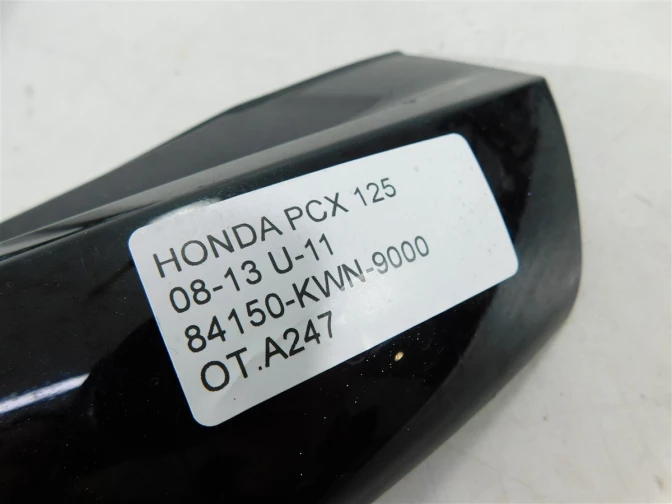 HONDA PCX 125
08-13 U-11
84150-KWN-9000
OT.A247